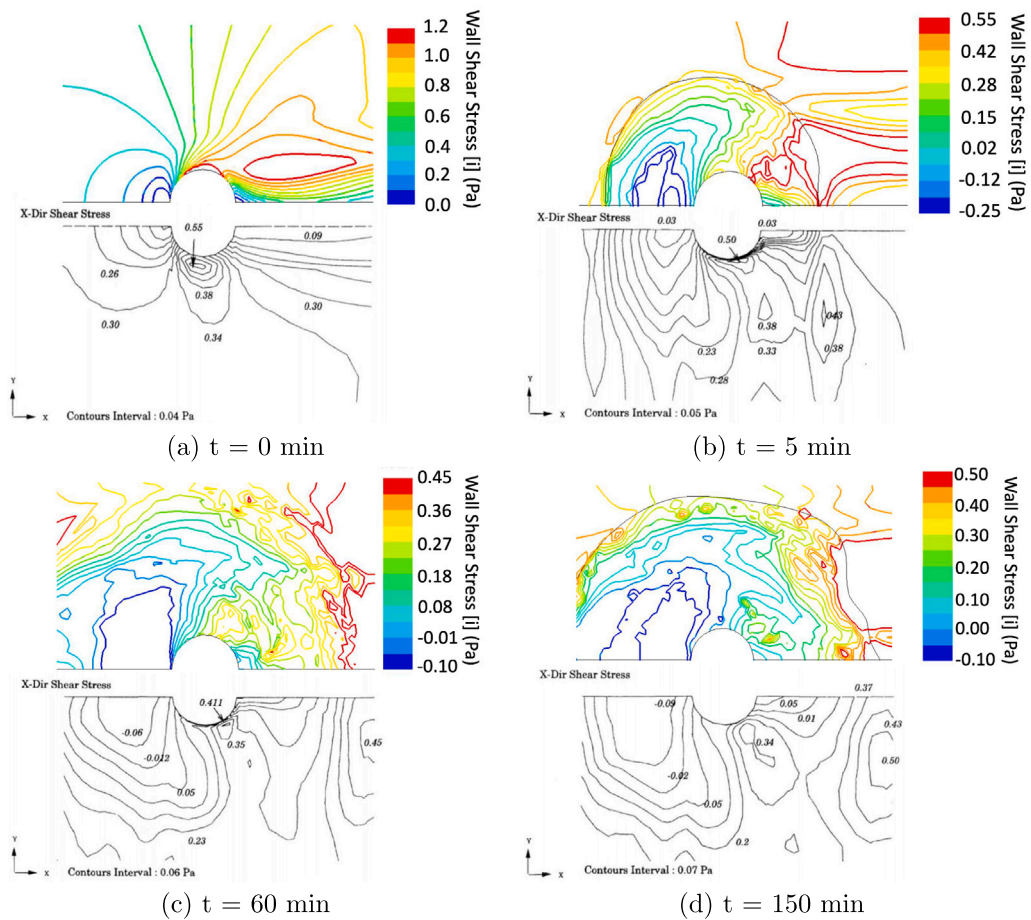 1.2
1.0
0.8
0.6
0.4
0.2
0.0
Wall Shear Stress [i] (Pa)
X-Dir Shear Stress
0.55
0.09
0.26
0.38
0.30
0.30
0.34
Y
X
Contours Interval : 0.04 Pa
(a) t = 0 min
0.55
0.42
0.28
0.15
0.02
-0.12
-0.25
Wall Shear Stress [i] (Pa)
X-Dir Shear Stress
0.03
0.03
0.50
0.43
0.38
0.38
0.23
0.33
0.28
Y
X
Contours Interval : 0.05 Pa
(b) t = 5 min
0.45
0.36
0.27
0.18
0.08
-0.01
-0.10
Wall Shear Stress [i] (Pa)
X-Dir Shear Stress
0.411
-0.06
0.35
0.45
-0.012
0.05
0.23
Y
X
Contours Interval : 0.06 Pa
(c) t = 60 min
0.50
0.40
0.30
0.20
0.10
0.00
-0.10
Wall Shear Stress [i] (Pa)
X-Dir Shear Stress
0.37
-0.09
0.05
0.01
0.43
0.34
0.50
-0.02
0.05
0.2
Y
X
Contours Interval : 0.07 Pa
(d) t = 150 min